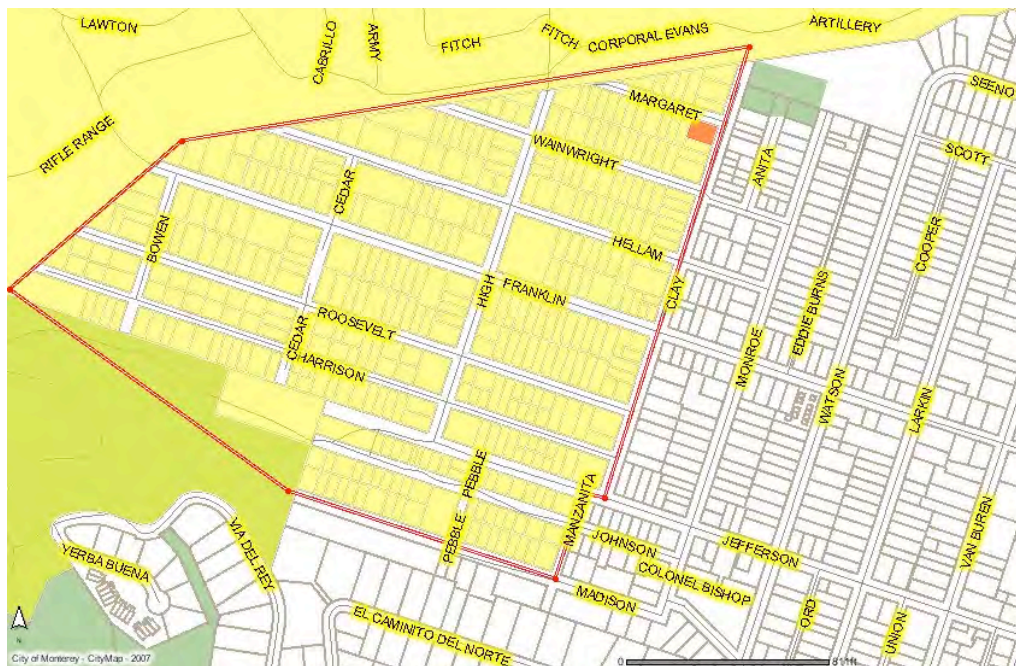 LAWTON
CABRILLO
ARMY
FITCH
FITCH
CORPORAL EVANS
ARTILLERY
SEENO
RIFLE RANGE
MARGARET
WAINWRIGHT
ANITA
SCOTT
BOWEN
CEDAR
HELLAM
COOPER
HIGH
FRANKLIN
CLAY
ROOSEVELT
CEDAR
HARRISON
MONROE
EDDIE BURNS
WATSON
LARKIN
PEBBLE
PEBBLE
MANZANITA
VAN BUREN
YERBA BUENA
VIA DEL REY
JOHNSON
JEFFERSON
COLONEL BISHOP
MADISON
ORD
UNION
EL CAMINITO DEL NORTE
N
City of Monterey - CityMap - 2007
0
811ft